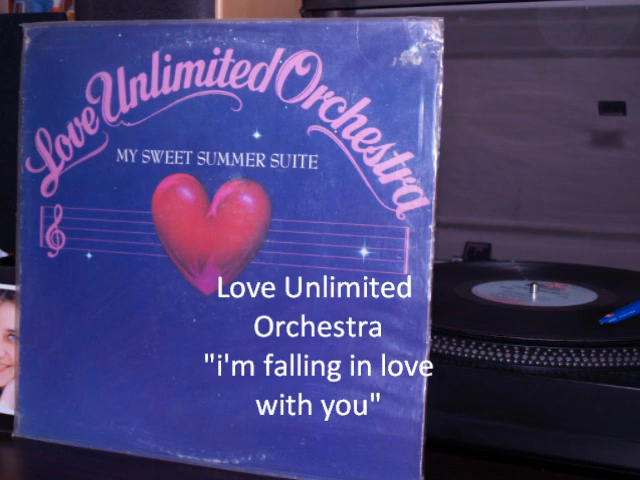 Love Unlimited Orchestra
MY SWEET SUMMER SUITE
Love Unlimited
Orchestra
"i'm falling in love
with you"